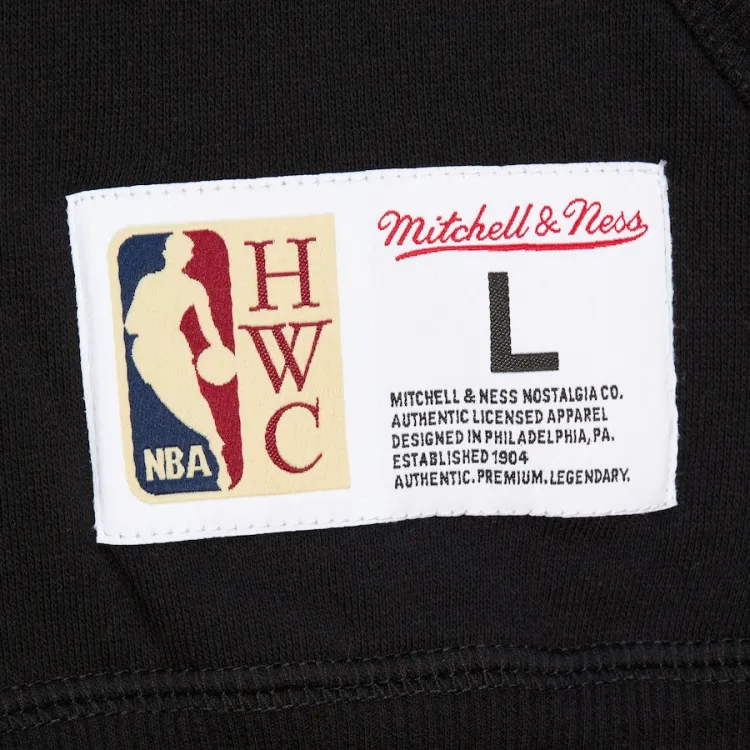 NBA
H
W
C
Mitchell & Ness
L
MITCHELL & NESS NOSTALGIA CO.
AUTHENTIC LICENSED APPAREL
DESIGNED IN PHILADELPHIA, PA.
ESTABLISHED 1904
AUTHENTIC. PREMIUM. LEGENDARY.